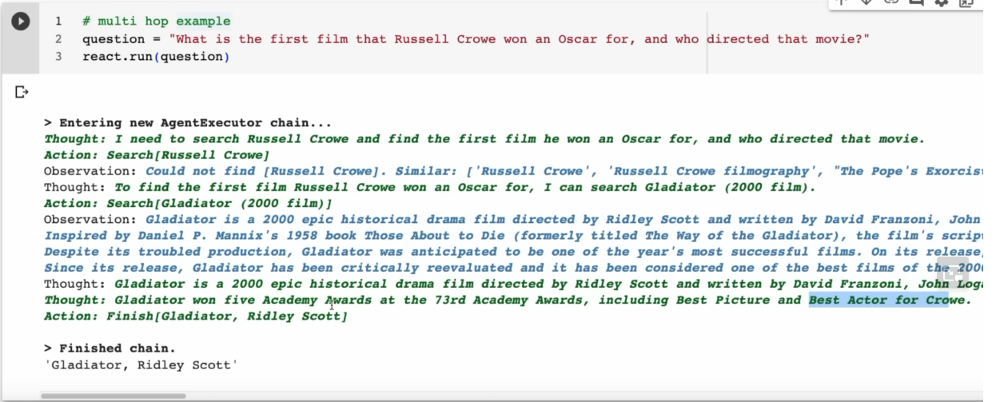 1 # multi hop example
2 question = "What is the first film that Russell Crowe won an Oscar for, and who directed that movie?"
3 react.run(question)
> Entering new AgentExecutor chain...
Thought: I need to search Russell Crowe and find the first film he won an Oscar for, and who directed that movie.
Action: Search[Russell Crowe]
Observation: Could not find [Russell Crowe]. Similar: ['Russell Crowe', 'Russell Crowe filmography', "The Pope's Exorcist
Thought: To find the first film Russell Crowe won an Oscar for, I can search Gladiator (2000 film).
Action: Search[Gladiator (2000 film)]
Observation: Gladiator is a 2000 epic historical drama film directed by Ridley Scott and written by David Franzoni, John
Inspired by Daniel P. Mannix's 1958 book Those About to Die (formerly titled The Way of the Gladiator), the film's script
Despite its troubled production, Gladiator was anticipated to be one of the year's most successful films. On its release,
Since its release, Gladiator has been critically reevaluated and it has been considered one of the best films of the 2000
Thought: Gladiator is a 2000 epic historical drama film directed by Ridley Scott and written by David Franzoni, John Loga
Thought: Gladiator won five Academy Awards at the 73rd Academy Awards, including Best Picture and Best Actor for Crowe.
Action: Finish[Gladiator, Ridley Scott]
> Finished chain.
'Gladiator, Ridley Scott'